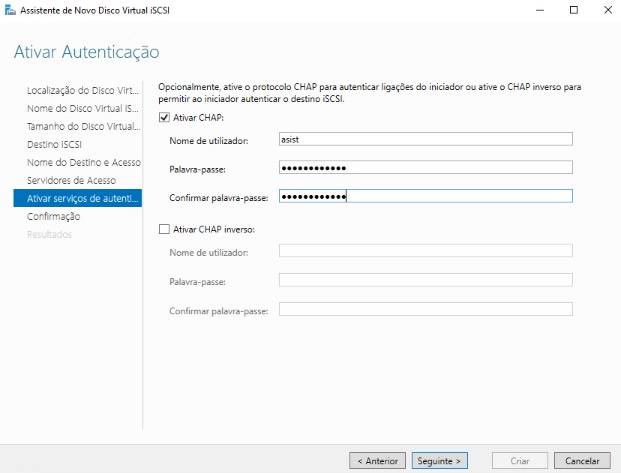 Assistente de Novo Disco Virtual iSCSI
Ativar Autenticação
Localização do Disco Virt...
Nome do Disco Virtual iS...
Tamanho do Disco Virtual...
Destino iSCSI
Nome do Destino e Acesso
Servidores de Acesso
Ativar serviços de autenti...
Confirmação
Resultados
Opcionalmente, ative o protocolo CHAP para autenticar ligações do iniciador ou ative o CHAP inverso para
permitir ao iniciador autenticar o destino iSCSI.
Ativar CHAP:
Nome de utilizador: asist
Palavra-passe: ●●●●●●●●●●●●
Confirmar palavra-passe: ●●●●●●●●●●●●
Ativar CHAP inverso:
Nome de utilizador:
Palavra-passe:
Confirmar palavra-passe:
< Anterior Seguinte > Criar Cancelar